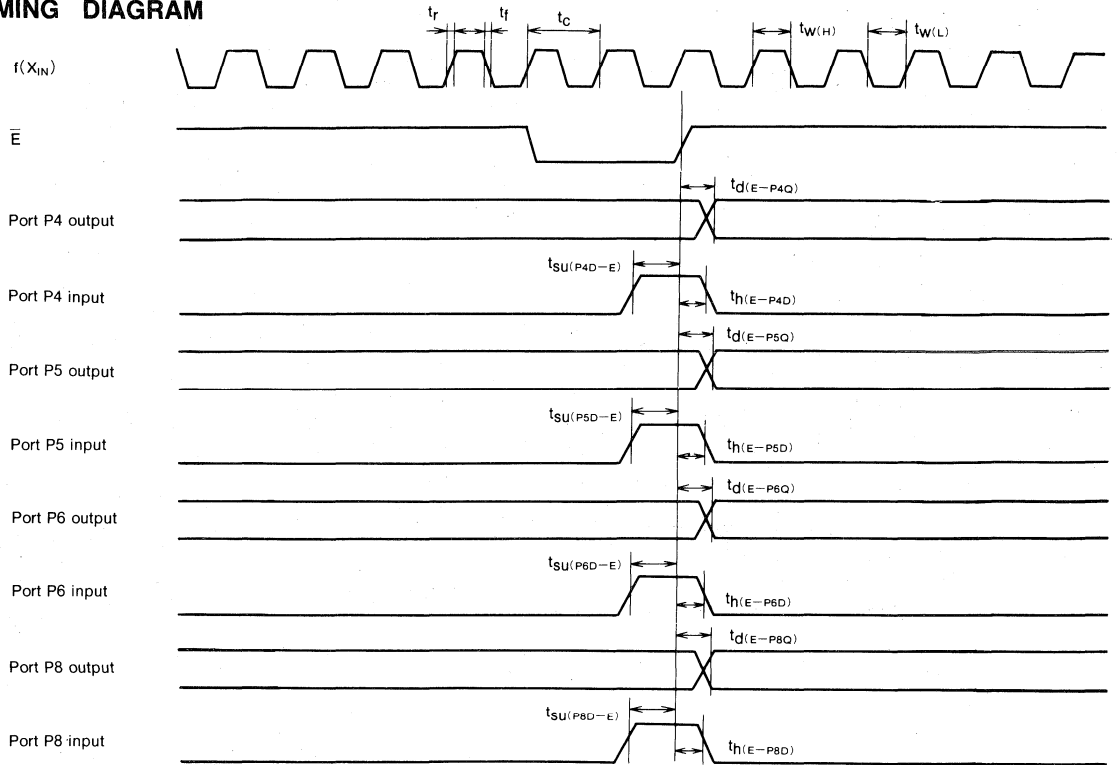 MING DIAGRAM
tr tf tC tW(H) tW(L)
f(XIN)
E̅
td(E−P4Q)
Port P4 output
tsu(P4D−E)
Port P4 input
th(E−P4D)
td(E−P5Q)
Port P5 output
tsu(P5D−E)
Port P5 input
th(E−P5D)
td(E−P6Q)
Port P6 output
tsu(P6D−E)
Port P6 input
th(E−P6D)
td(E−P8Q)
Port P8 output
tsu(P8D−E)
Port P8 input
th(E−P8D)